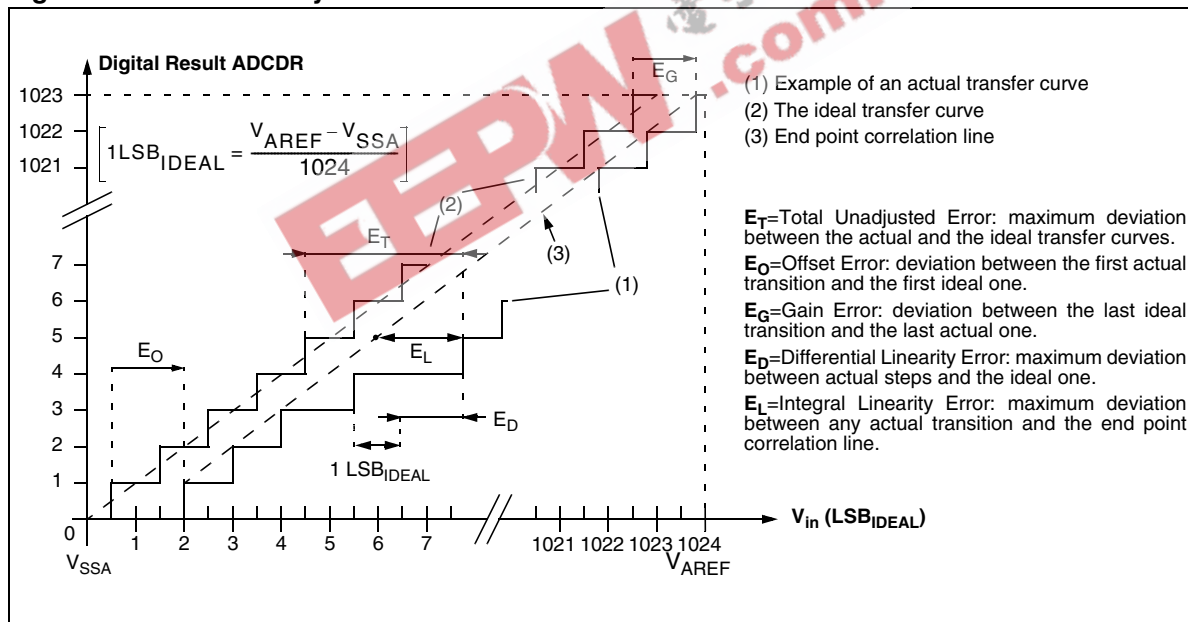 Digital Result ADCDR
1023
1022
1021
7
6
5
4
3
2
1
0
1LSB_IDEAL = (V_AREF – V_SSA) / 1024
E_O
E_T
E_L
E_D
E_G
1 LSB_IDEAL
(2)
(3)
(1)
1 2 3 4 5 6 7 1021 1022 1023 1024
V_in (LSB_IDEAL)
V_SSA
V_AREF
(1) Example of an actual transfer curve
(2) The ideal transfer curve
(3) End point correlation line
E_T=Total Unadjusted Error: maximum deviation
between the actual and the ideal transfer curves.
E_O=Offset Error: deviation between the first actual
transition and the first ideal one.
E_G=Gain Error: deviation between the last ideal
transition and the last actual one.
E_D=Differential Linearity Error: maximum deviation
between actual steps and the ideal one.
E_L=Integral Linearity Error: maximum deviation
between any actual transition and the end point
correlation line.
EEPW.com